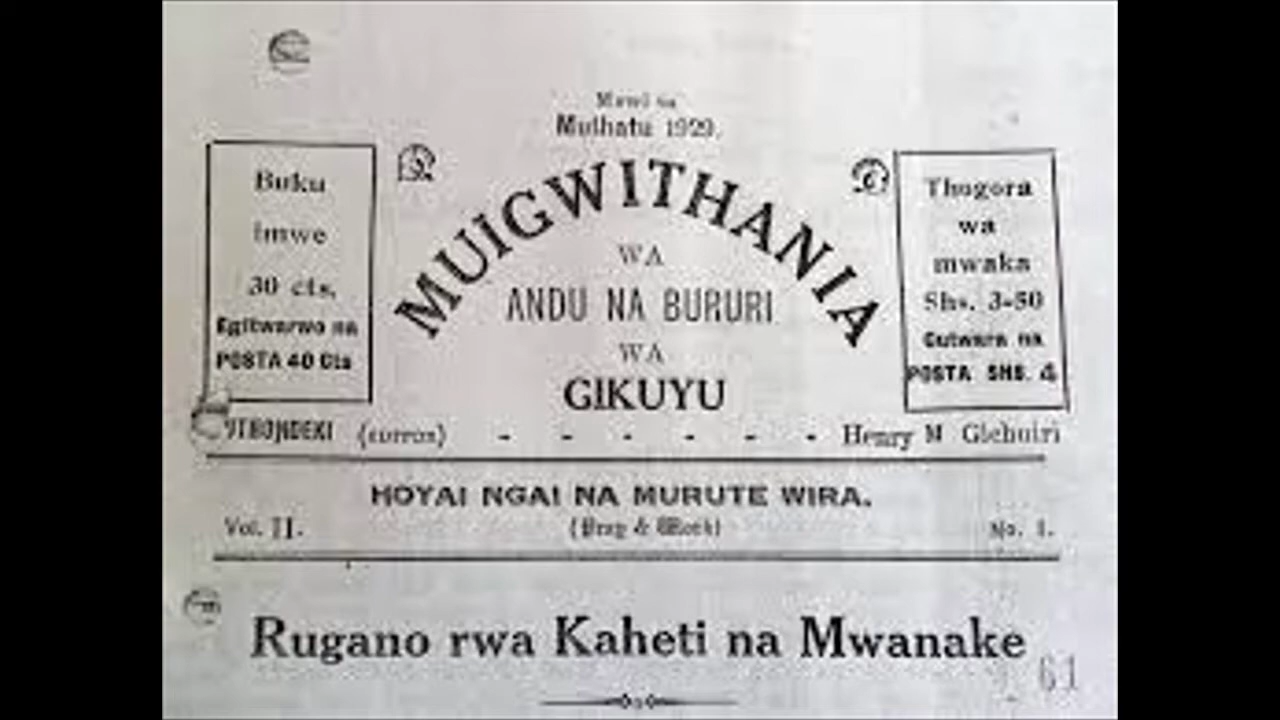 Mweri wa
Muthatu 1929.
Buku
imwe
30 cts.
Egitwarwo na
POSTA 40 Cts
MUIGWITHANIA
WA
ANDU NA BURURI
WA
GIKUYU
Thogora
wa
mwaka
Shs. 3-50
Gutwara na
POSTA SHS. 4
(EDITOR) - - - - - - Henry M Gichuiri
HOYAI NGAI NA MURUTE WIRA.
Vol. II. (Pray & Work) No. 1.
Rugano rwa Kaheti na Mwanake
61